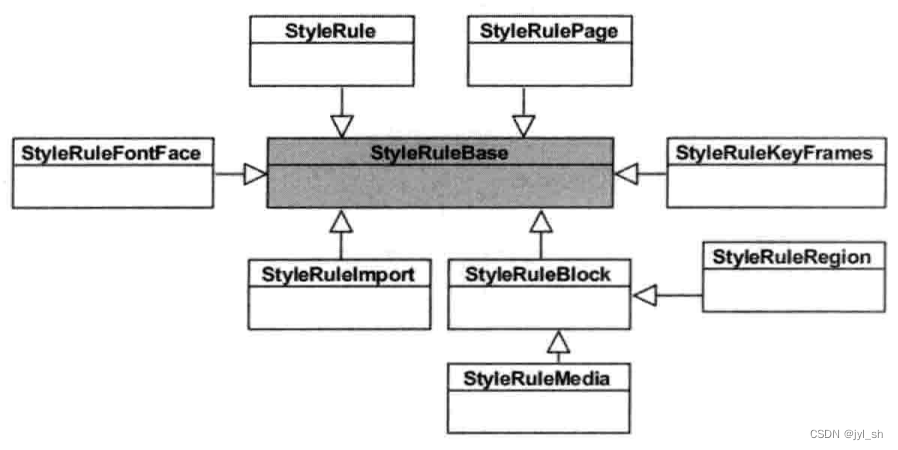 StyleRule
StyleRulePage
StyleRuleFontFace
StyleRuleBase
StyleRuleKeyFrames
StyleRuleImport
StyleRuleBlock
StyleRuleRegion
StyleRuleMedia
CSDN @jyl_sh